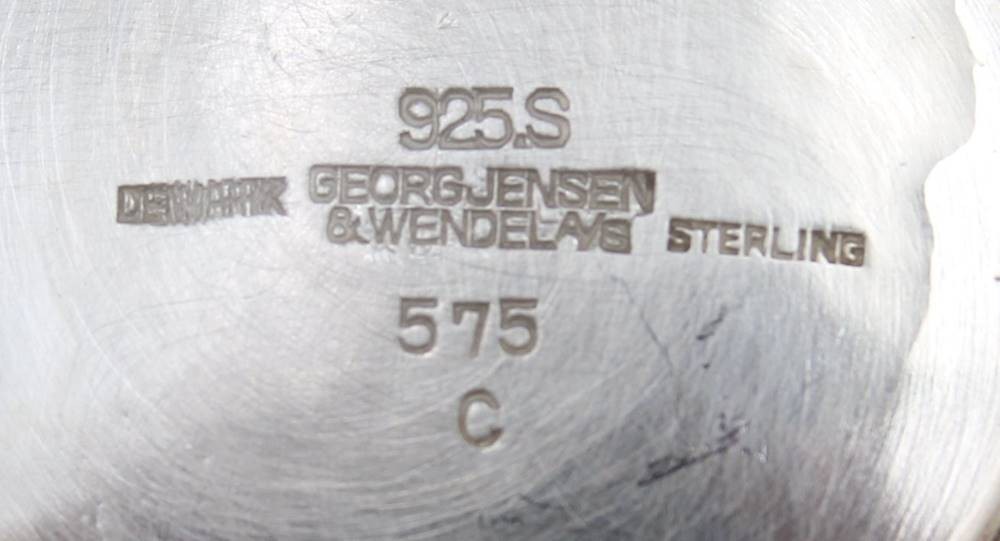 925.S
DENMARK GEORG JENSEN
& WENDEL A/S STERLING
575
C